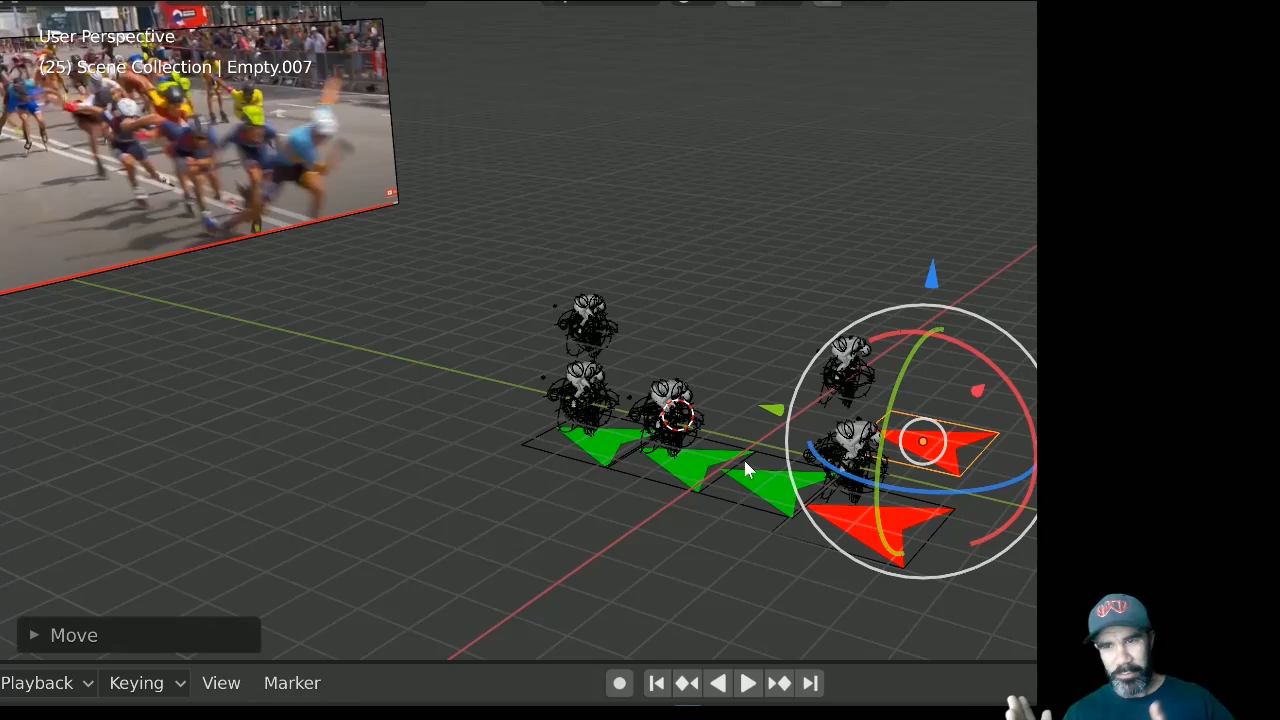 User Perspective
(25) Scene Collection | Empty.007
Move
Playback
Keying
View
Marker